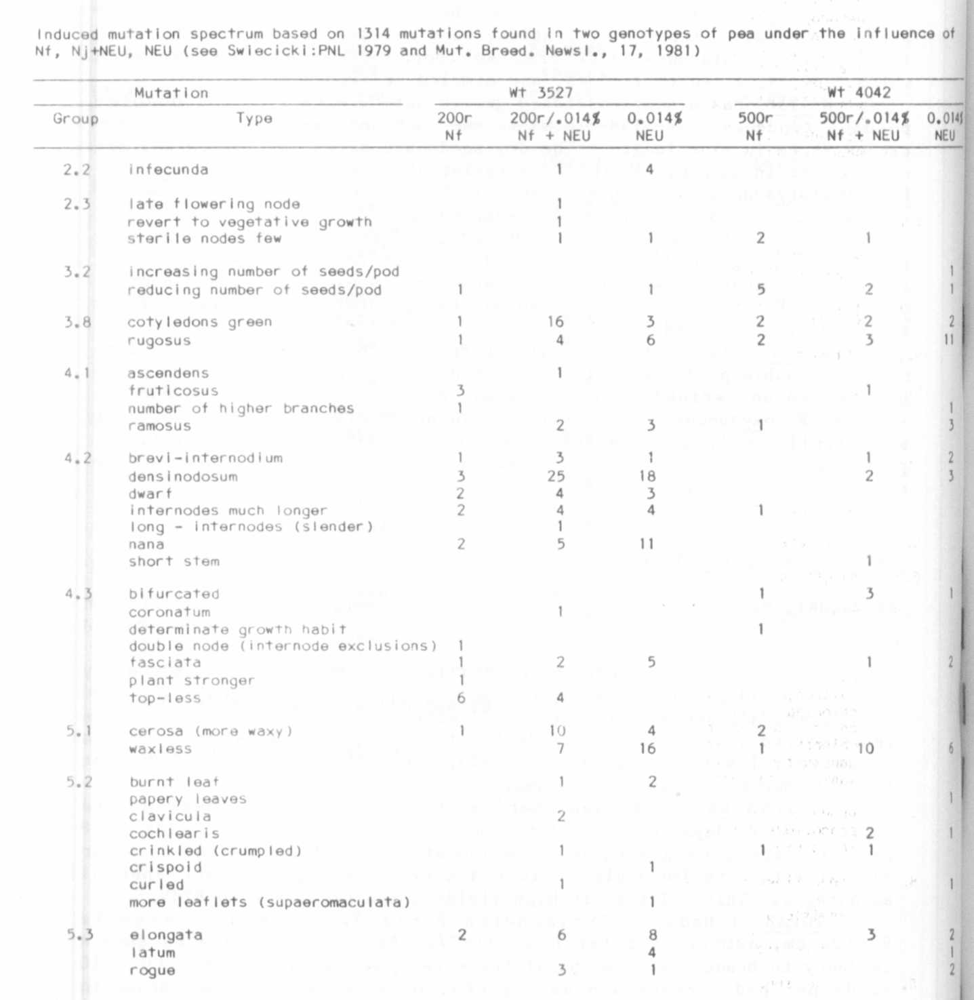 Induced mutation spectrum based on 1314 mutations found in two genotypes of pea under the influence of
Nf, Nj+NEU, NEU (see Swiecicki:PNL 1979 and Mut. Breed. Newsl., 17, 1981)
Mutation Wt 3527 Wt 4042
Group Type 200r 200r/.014% 0.014% 500r 500r/.014% 0.014%
Nf Nf + NEU NEU Nf Nf + NEU NEU
2.2 infecunda 1 4
2.3 late flowering node 1
revert to vegetative growth 1
sterile nodes few 1 1 2 1
3.2 increasing number of seeds/pod 1
reducing number of seeds/pod 1 1 5 2 1
3.8 cotyledons green 1 16 3 2 2 2
rugosus 1 4 6 2 3 11
4.1 ascendens 1
fruticosus 3 1
number of higher branches 1 1
ramosus 2 3 1 3
4.2 brevi-internodium 1 3 1 1 2
densinodosum 3 25 18 2 3
dwarf 2 4 3
internodes much longer 2 4 4 1
long - internodes (slender) 1
nana 2 5 11
short stem 1
4.3 bifurcated 1 3 1
coronatum 1
determinate growth habit 1
double node (internode exclusions) 1
fasciata 1 2 5 1 2
plant stronger 1
top-less 6 4
5.1 cerosa (more waxy) 1 10 4 2
waxless 7 16 1 10 6
5.2 burnt leaf 1 2
papery leaves 1
clavicula 2
cochlearis 2 1
crinkled (crumpled) 1 1 1
crispoid 1
curled 1 1
more leaflets (supaeromaculata) 1
5.3 elongata 2 6 8 3 2
latum 4 1
rogue 3 1 2